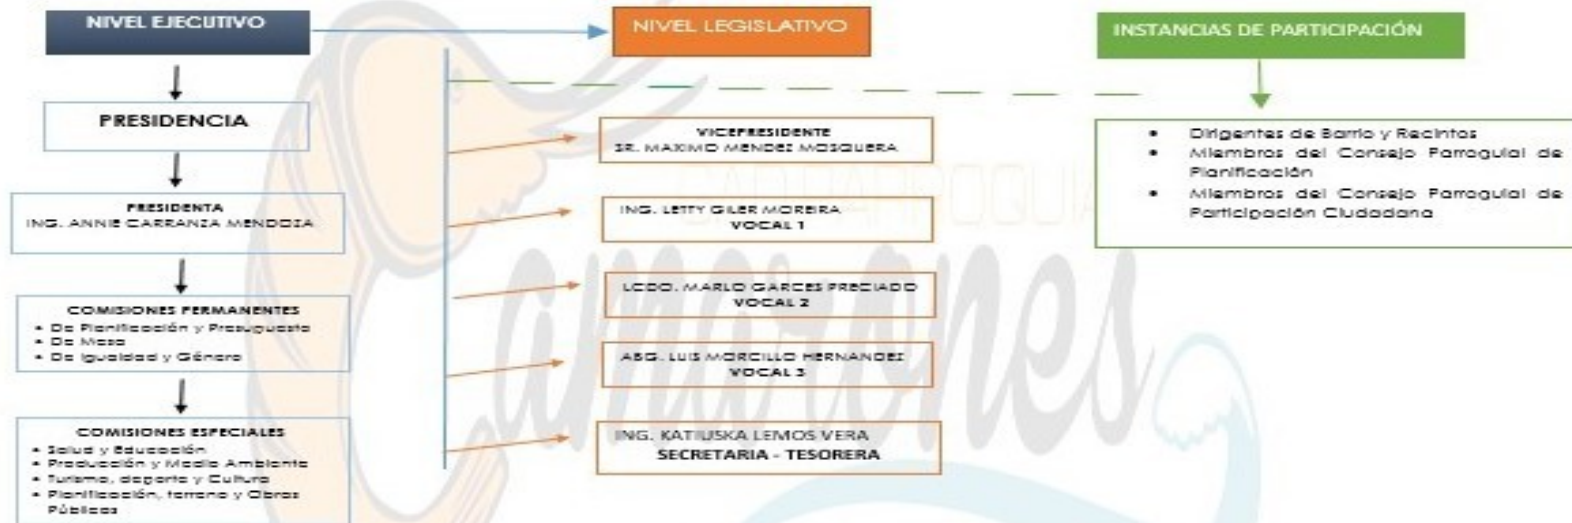 NIVEL EJECUTIVO
NIVEL LEGISLATIVO
INSTANCIAS DE PARTICIPACIÓN
PRESIDENCIA
PRESIDENTA
ING. ANNIE CARRANZA MENDOZA
COMISIONES PERMANENTES
• De Planificación y Presupuesto
• De Mesa
• De Igualdad y Género
COMISIONES ESPECIALES
• Salud y Educación
• Producción y Medio Ambiente
• Turismo, deporte y Cultura
• Planificación, terreno y Obras
Públicas
VICEPRESIDENTE
SR. MAXIMO MENDEZ MOSQUERA
ING. LETTY GILER MOREIRA
VOCAL 1
LCDO. MARLO GARCES PRECIADO
VOCAL 2
ABG. LUIS MORCILLO HERNANDEZ
VOCAL 3
ING. KATIUSKA LEMOS VERA
SECRETARIA - TESORERA
• Dirigentes de Barrio y Recintos
• Miembros del Consejo Parroquial de
Planificación
• Miembros del Consejo Parroquial de
Participación Ciudadana
Camarones